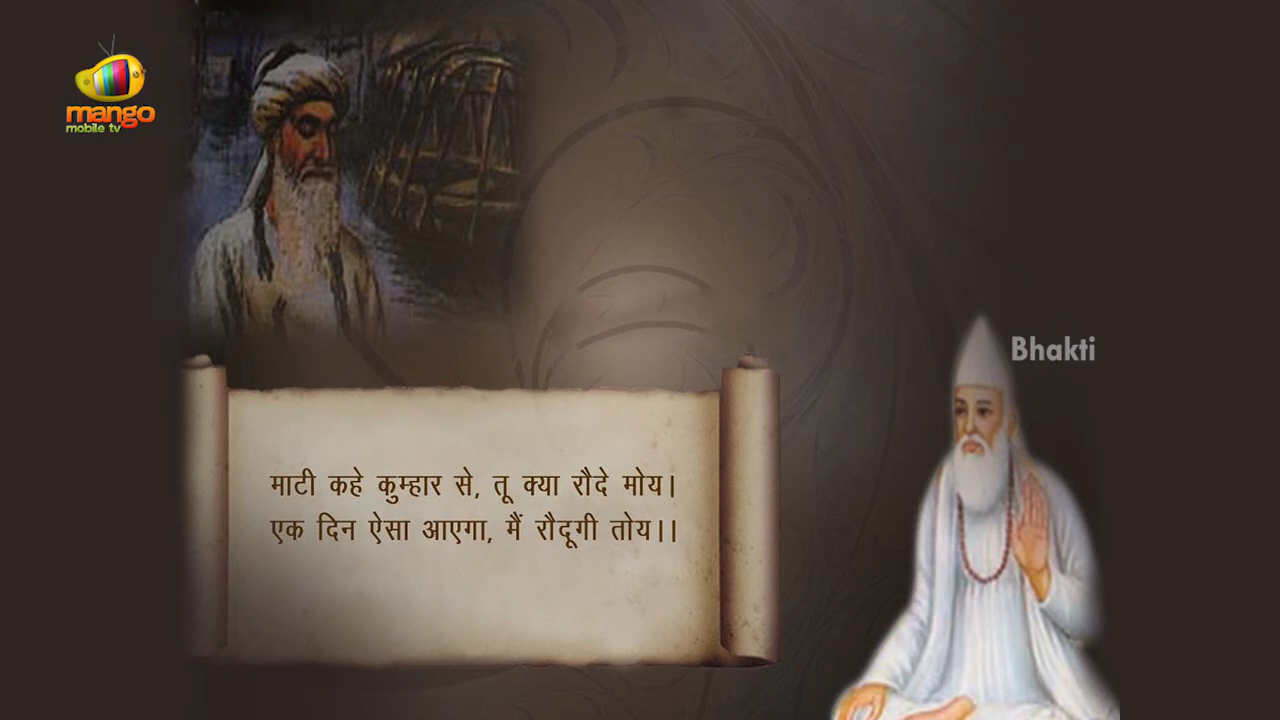 mango
mobile tv
Bhakti
माटी कहे कुम्हार से, तू क्या रौदे मोय।
एक दिन ऐसा आएगा, मैं रौदूगी तोय।।